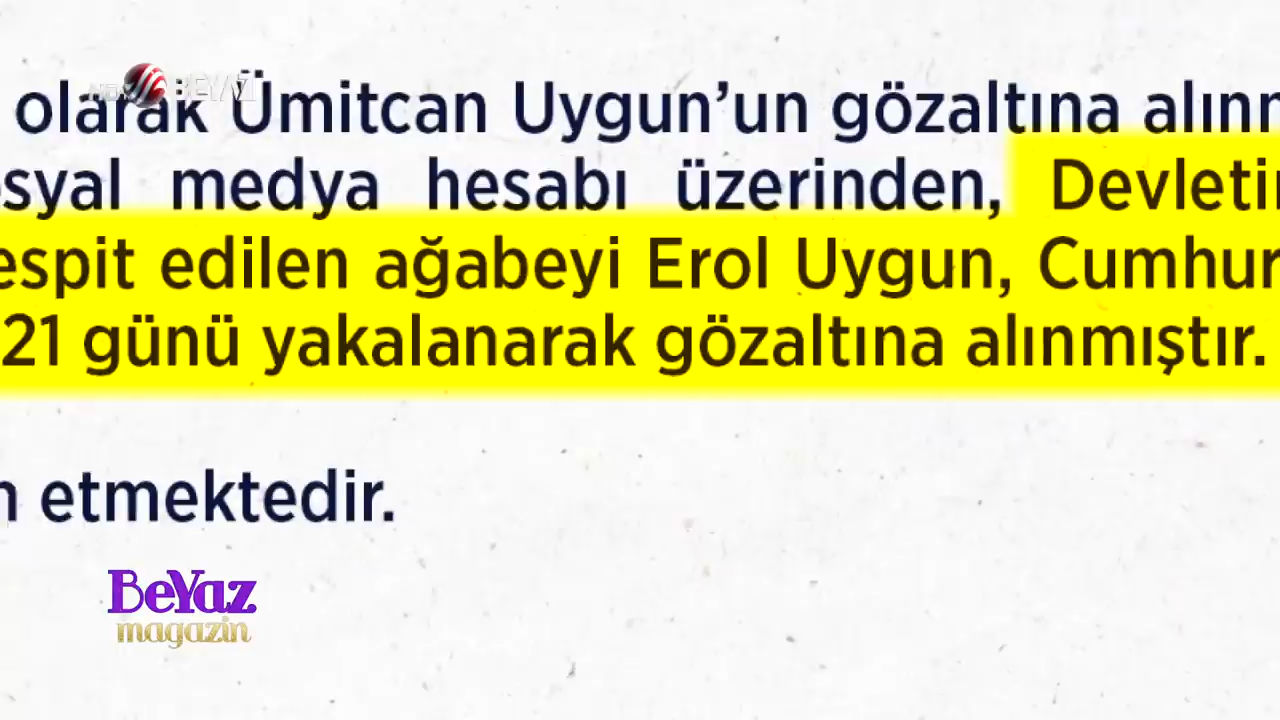 BEYAZ
olarak Ümitcan Uygun’un gözaltına alın
syal medya hesabı üzerinden, Devleti
espit edilen ağabeyi Erol Uygun, Cumhur
21 günü yakalanarak gözaltına alınmıştır.
etmektedir.
BeYaz
magazin